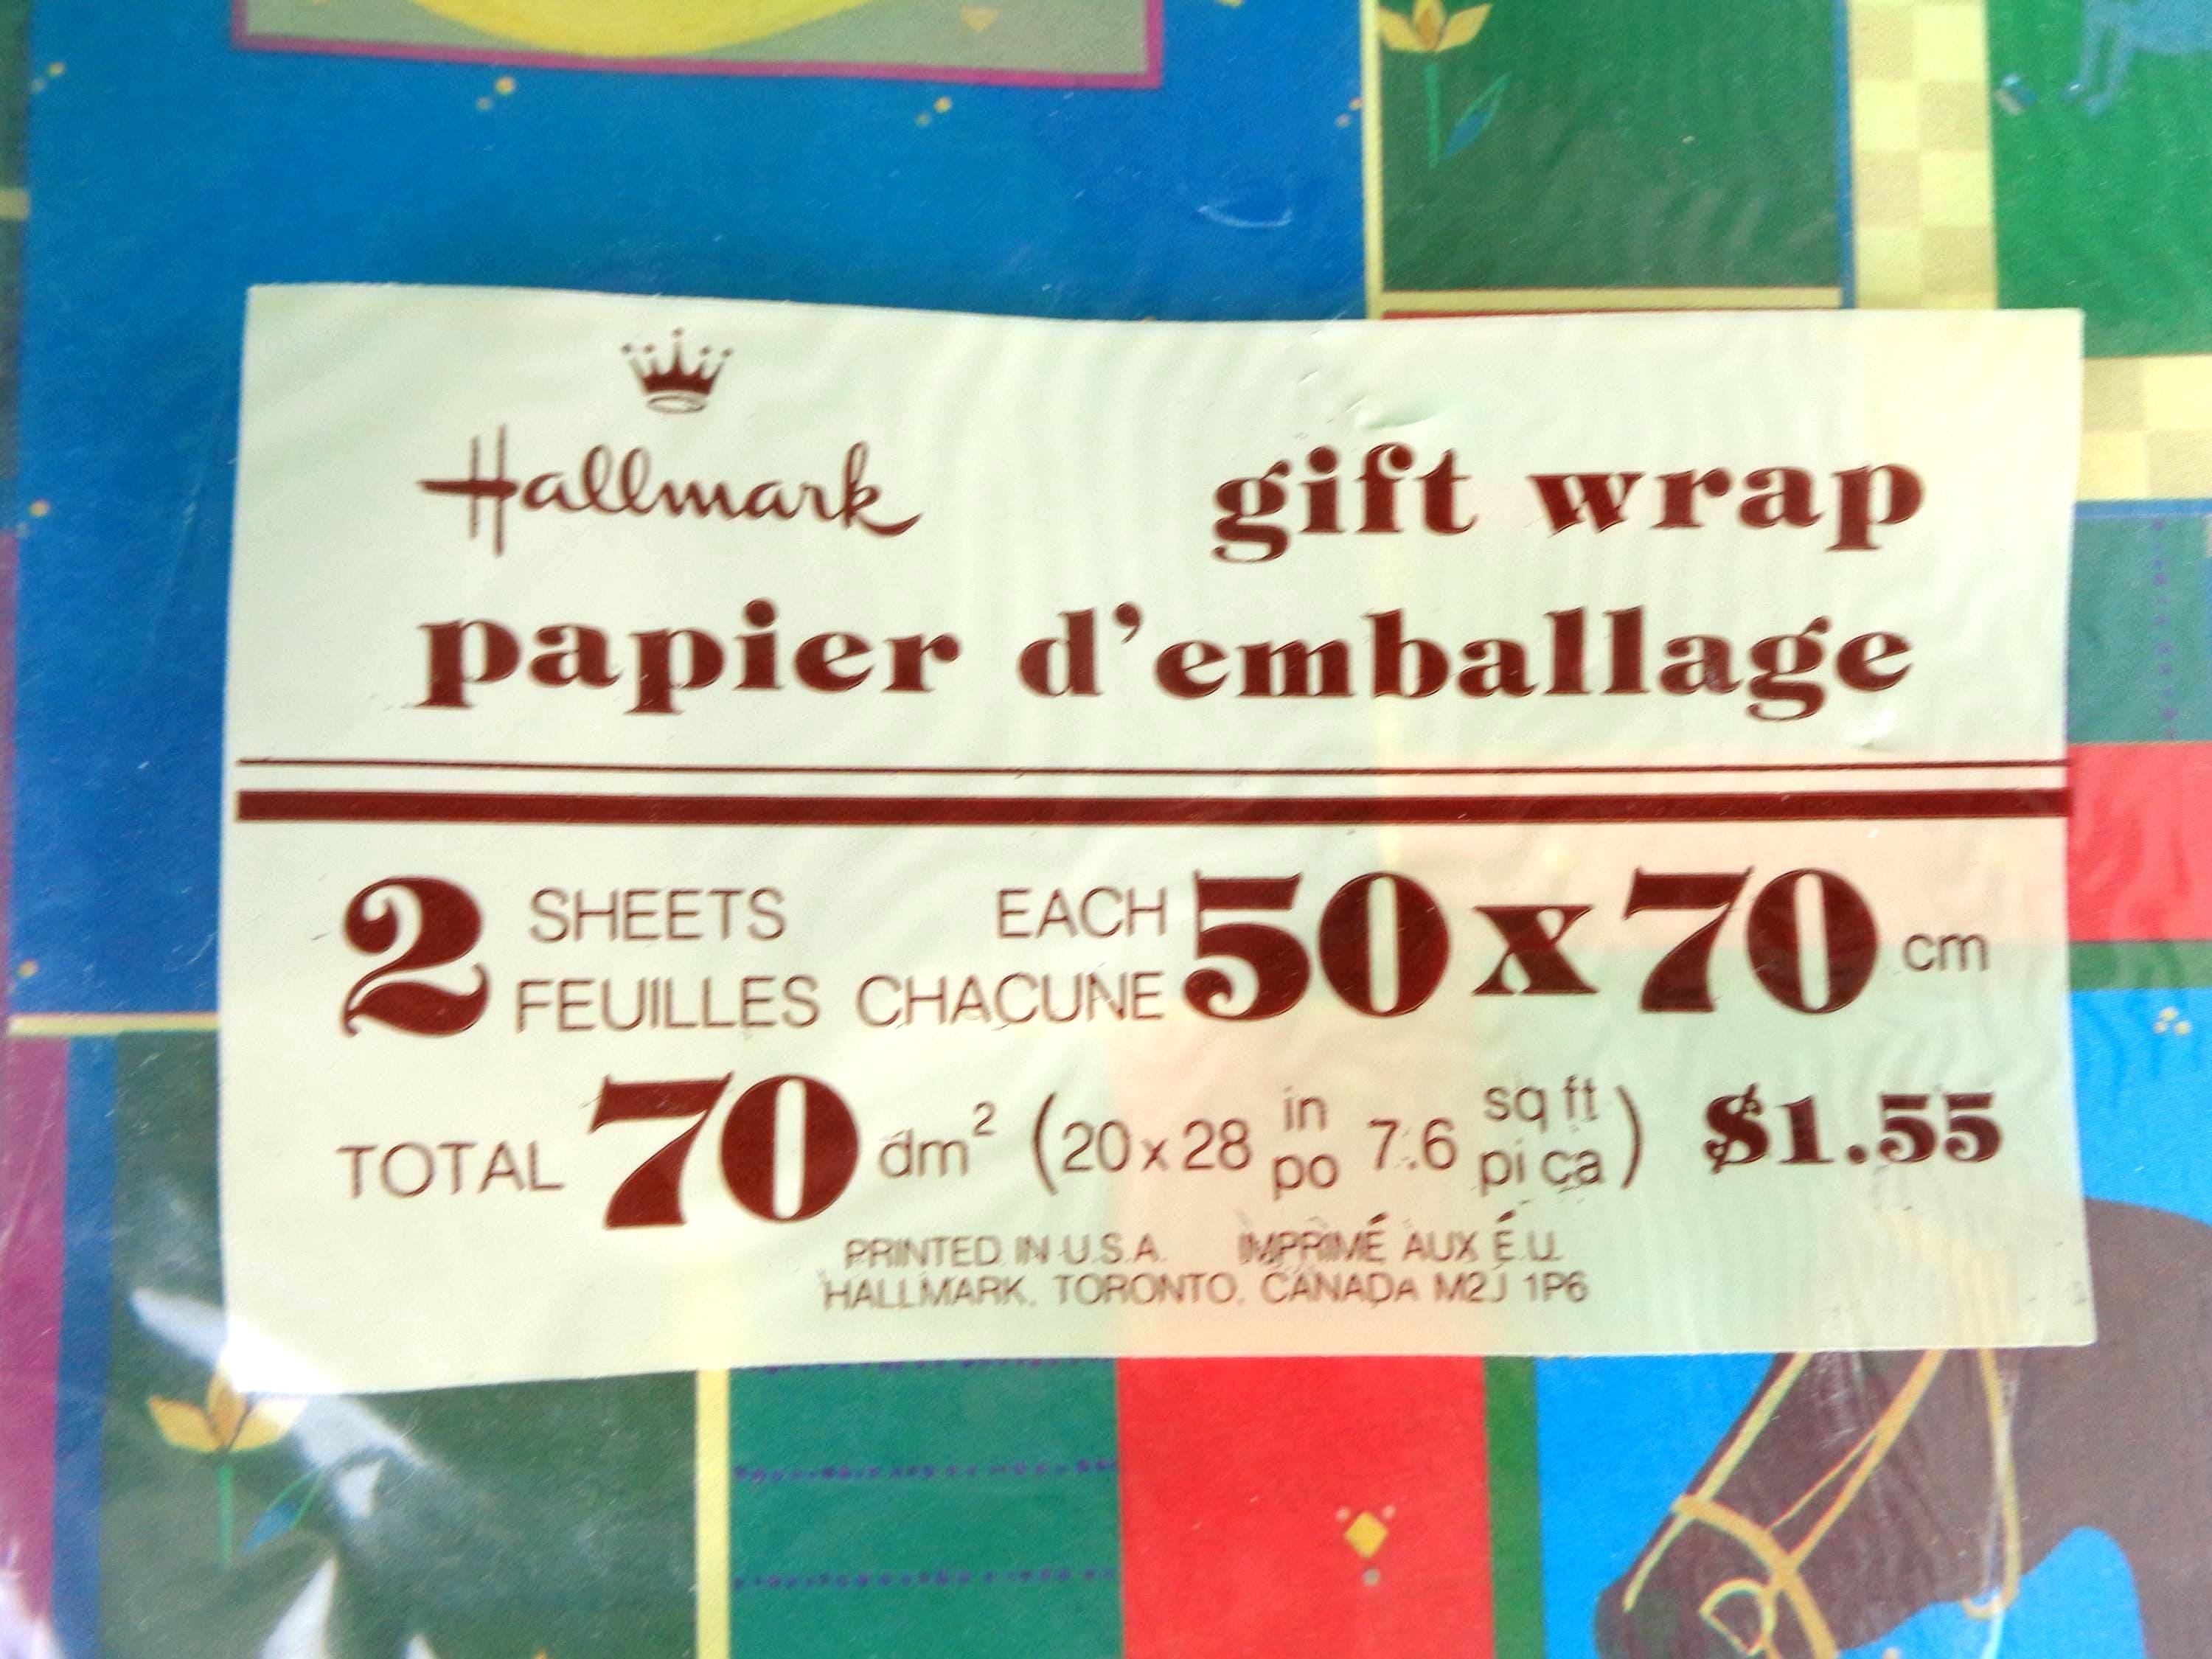 Hallmark gift wrap
papier d'emballage
2 SHEETS EACH 50 x 70 cm
FEUILLES CHACUNE
TOTAL 70 dm² (20 x 28 in 7.6 sq ft) $1.55
po pi ca
PRINTED IN U.S.A. IMPRIMÉ AUX É.U.
HALLMARK, TORONTO, CANADA M2J 1P6